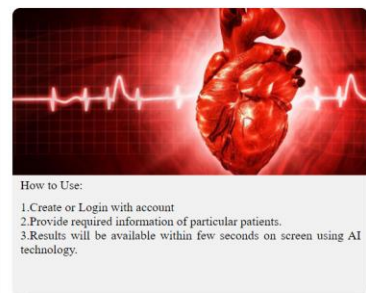 How to Use:
1.Create or Login with account
2.Provide required information of particular patients.
3.Results will be available within few seconds on screen using AI
technology.